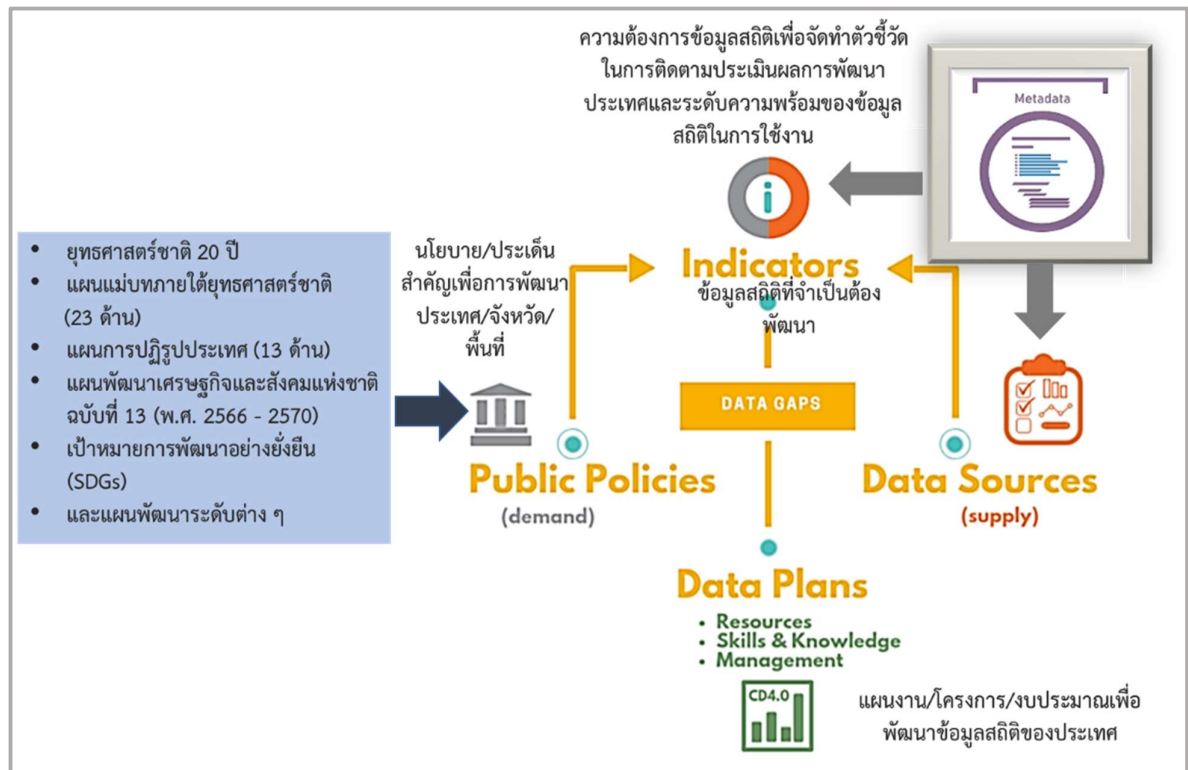 ความต้องการข้อมูลสถิติเพื่อจัดทำตัวชี้วัด
ในการติดตามประเมินผลการพัฒนา
ประเทศและระดับความพร้อมของข้อมูล
สถิติในการใช้งาน
Metadata
• ยุทธศาสตร์ชาติ 20 ปี
• แผนแม่บทภายใต้ยุทธศาสตร์ชาติ
(23 ด้าน)
• แผนการปฏิรูปประเทศ (13 ด้าน)
• แผนพัฒนาเศรษฐกิจและสังคมแห่งชาติ
ฉบับที่ 13 (พ.ศ. 2566 - 2570)
• เป้าหมายการพัฒนาอย่างยั่งยืน
(SDGs)
• และแผนพัฒนาระดับต่าง ๆ
นโยบาย/ประเด็น
สำคัญเพื่อการพัฒนา
ประเทศ/จังหวัด/
พื้นที่
Indicators
ข้อมูลสถิติที่จำเป็นต้อง
พัฒนา
DATA GAPS
Public Policies
(demand)
Data Sources
(supply)
Data Plans
• Resources
• Skills & Knowledge
• Management
CD4.0
แผนงาน/โครงการ/งบประมาณเพื่อ
พัฒนาข้อมูลสถิติของประเทศ